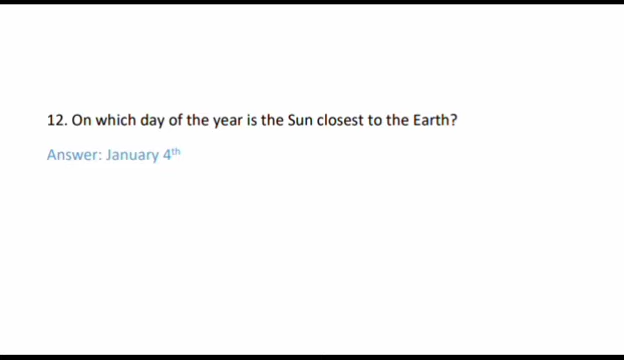 12. On which day of the year is the Sun closest to the Earth?
Answer: January 4th